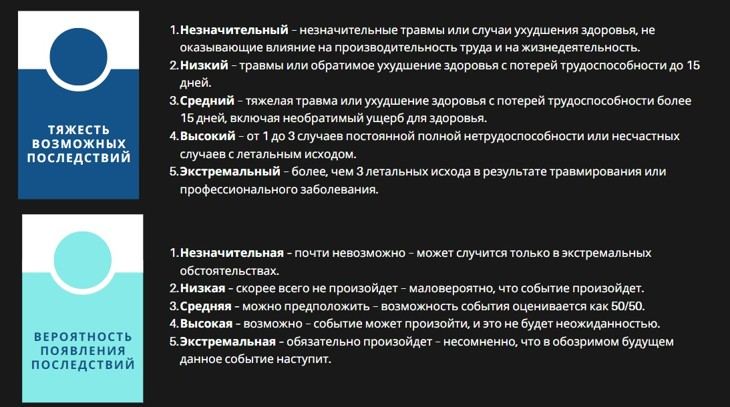 ТЯЖЕСТЬ
ВОЗМОЖНЫХ
ПОСЛЕДСТВИЙ
1. Незначительный – незначительные травмы или случаи ухудшения здоровья, не
оказывающие влияние на производительность труда и на жизнедеятельность.
2. Низкий – травмы или обратимое ухудшение здоровья с потерей трудоспособности до 15
дней.
3. Средний – тяжелая травма или ухудшение здоровья с потерей трудоспособности более
15 дней, включая необратимый ущерб для здоровья.
4. Высокий – от 1 до 3 случаев постоянной полной нетрудоспособности или несчастных
случаев с летальным исходом.
5. Экстремальный – более, чем 3 летальных исхода в результате травмирования или
профессионального заболевания.
ВЕРОЯТНОСТЬ
ПОЯВЛЕНИЯ
ПОСЛЕДСТВИЙ
1. Незначительная – почти невозможно – может случится только в экстремальных
обстоятельствах.
2. Низкая – скорее всего не произойдет – маловероятно, что событие произойдет.
3. Средняя – можно предположить – возможность события оценивается как 50/50.
4. Высокая – возможно – событие может произойти, и это не будет неожиданностью.
5. Экстремальная – обязательно произойдет – несомненно, что в обозримом будущем
данное событие наступит.